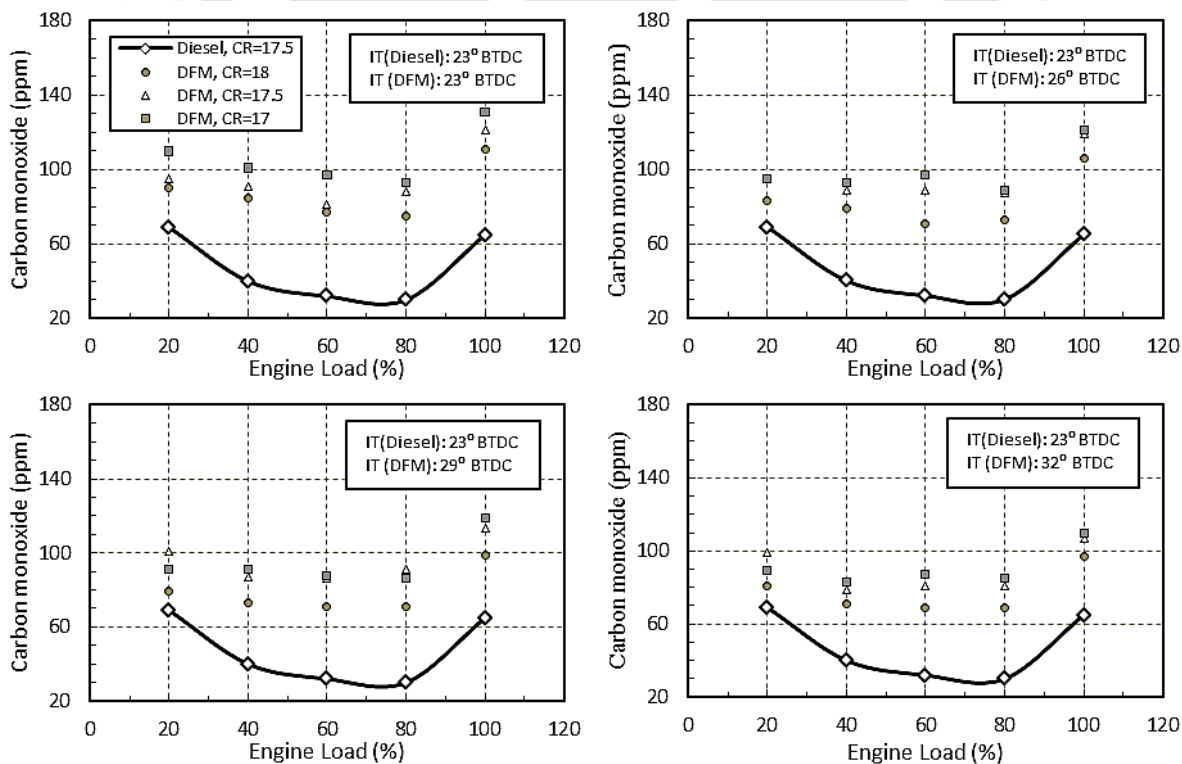 180
140
100
60
20
Carbon monoxide (ppm)
Diesel, CR=17.5
DFM, CR=18
DFM, CR=17.5
DFM, CR=17
IT(Diesel): 23° BTDC
IT (DFM): 23° BTDC
0 20 40 60 80 100 120
Engine Load (%)
180
140
100
60
20
Carbon monoxide (ppm)
IT(Diesel): 23° BTDC
IT (DFM): 26° BTDC
0 20 40 60 80 100 120
Engine Load (%)
180
140
100
60
20
Carbon monoxide (ppm)
IT(Diesel): 23° BTDC
IT (DFM): 29° BTDC
0 20 40 60 80 100 120
Engine Load (%)
180
140
100
60
20
Carbon monoxide (ppm)
IT(Diesel): 23° BTDC
IT (DFM): 32° BTDC
0 20 40 60 80 100 120
Engine Load (%)